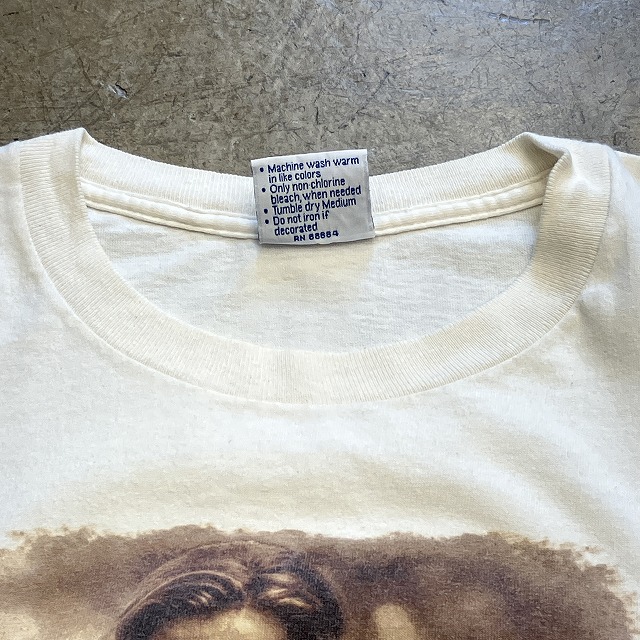 • Machine wash warm
in like colors
• Only non-chlorine
bleach, when needed
• Tumble dry Medium
• Do not iron if
decorated
RN 66664